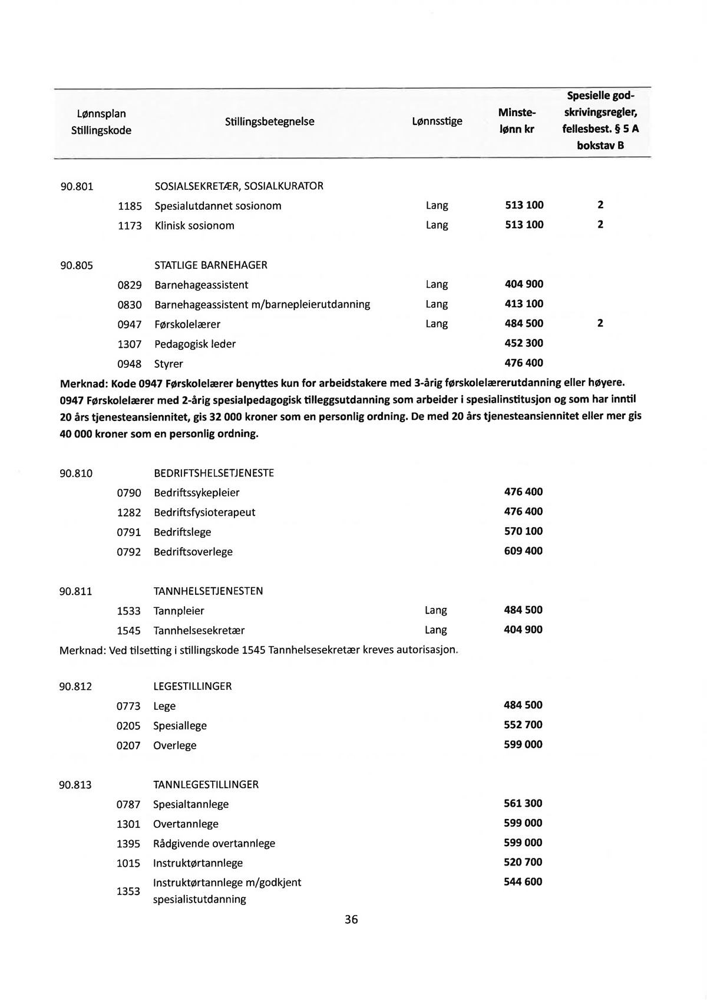 Lønnsplan
Stillingskode
Stillingsbetegnelse
Lønnsstige
Minste-
lønn kr
Spesielle god-
skrivingsregler,
fellesbest. § 5 A
bokstav B
90.801 SOSIALSEKRETÆR, SOSIALKURATOR
1185 Spesialutdannet sosionom Lang 513 100 2
1173 Klinisk sosionom Lang 513 100 2
90.805 STATLIGE BARNEHAGER
0829 Barnehageassistent Lang 404 900
0830 Barnehageassistent m/barnepleierutdanning Lang 413 100
0947 Førskolelærer Lang 484 500 2
1307 Pedagogisk leder 452 300
0948 Styrer 476 400
Merknad: Kode 0947 Førskolelærer benyttes kun for arbeidstakere med 3-årig førskolelærerutdanning eller høyere.
0947 Førskolelærer med 2-årig spesialpedagogisk tilleggsutdanning som arbeider i spesialinstitusjon og som har inntil
20 års tjenesteansiennitet, gis 32 000 kroner som en personlig ordning. De med 20 års tjenesteansiennitet eller mer gis
40 000 kroner som en personlig ordning.
90.810 BEDRIFTSHELSETJENESTE
0790 Bedriftssykepleier 476 400
1282 Bedriftsfysioterapeut 476 400
0791 Bedriftslege 570 100
0792 Bedriftsoverlege 609 400
90.811 TANNHELSETJENESTEN
1533 Tannpleier Lang 484 500
1545 Tannhelsesekretær Lang 404 900
Merknad: Ved tilsetting i stillingskode 1545 Tannhelsesekretær kreves autorisasjon.
90.812 LEGESTILLINGER
0773 Lege 484 500
0205 Spesiallege 552 700
0207 Overlege 599 000
90.813 TANNLEGESTILLINGER
0787 Spesialtannlege 561 300
1301 Overtannlege 599 000
1395 Rådgivende overtannlege 599 000
1015 Instruktørtannlege 520 700
1353 Instruktørtannlege m/godkjent 544 600
spesialistutdanning
36